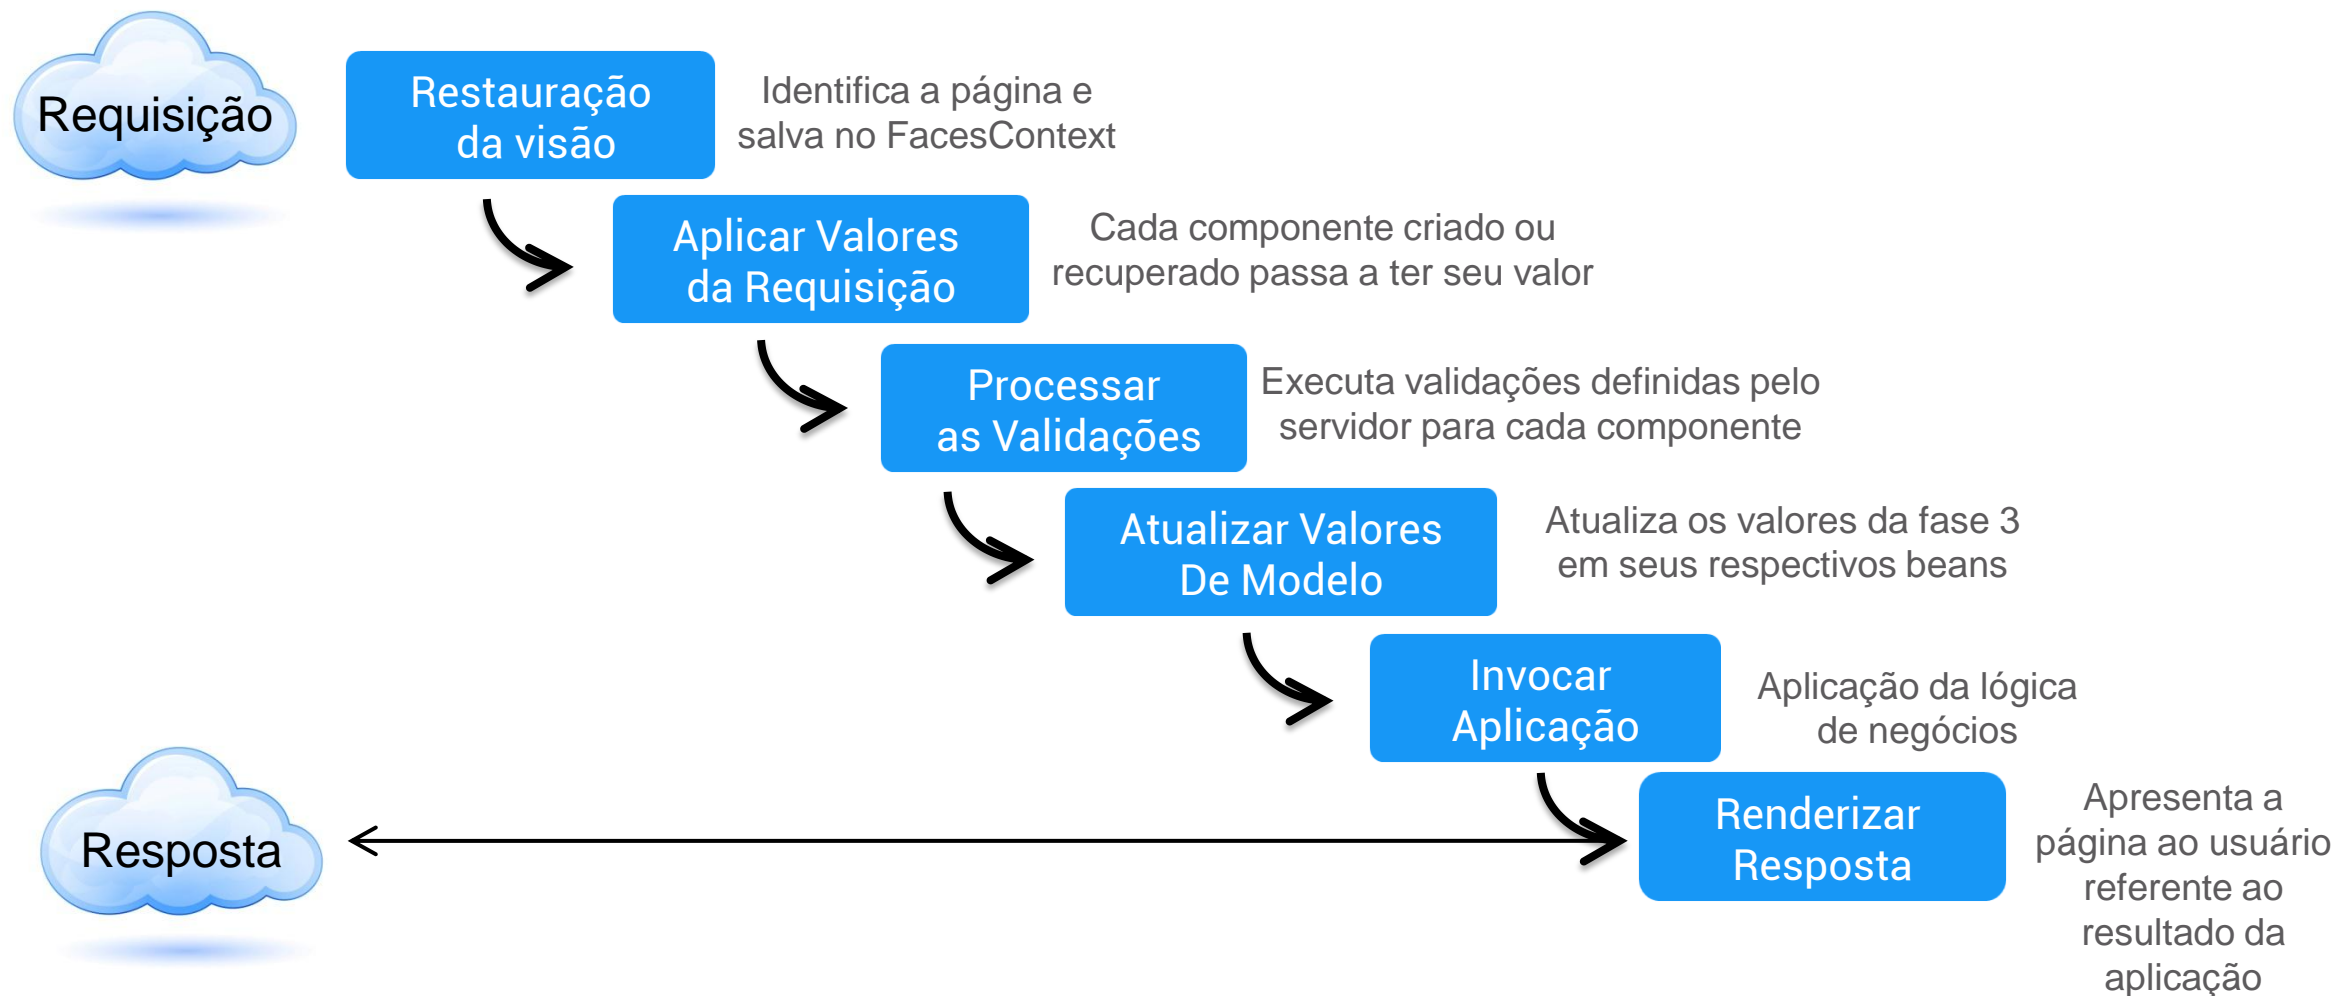 Requisição
Restauração
da visão
Identifica a página e
salva no FacesContext
Aplicar Valores
da Requisição
Cada componente criado ou
recuperado passa a ter seu valor
Processar
as Validações
Executa validações definidas pelo
servidor para cada componente
Atualizar Valores
De Modelo
Atualiza os valores da fase 3
em seus respectivos beans
Invocar
Aplicação
Aplicação da lógica
de negócios
Resposta
Renderizar
Resposta
Apresenta a
página ao usuário
referente ao
resultado da
aplicação